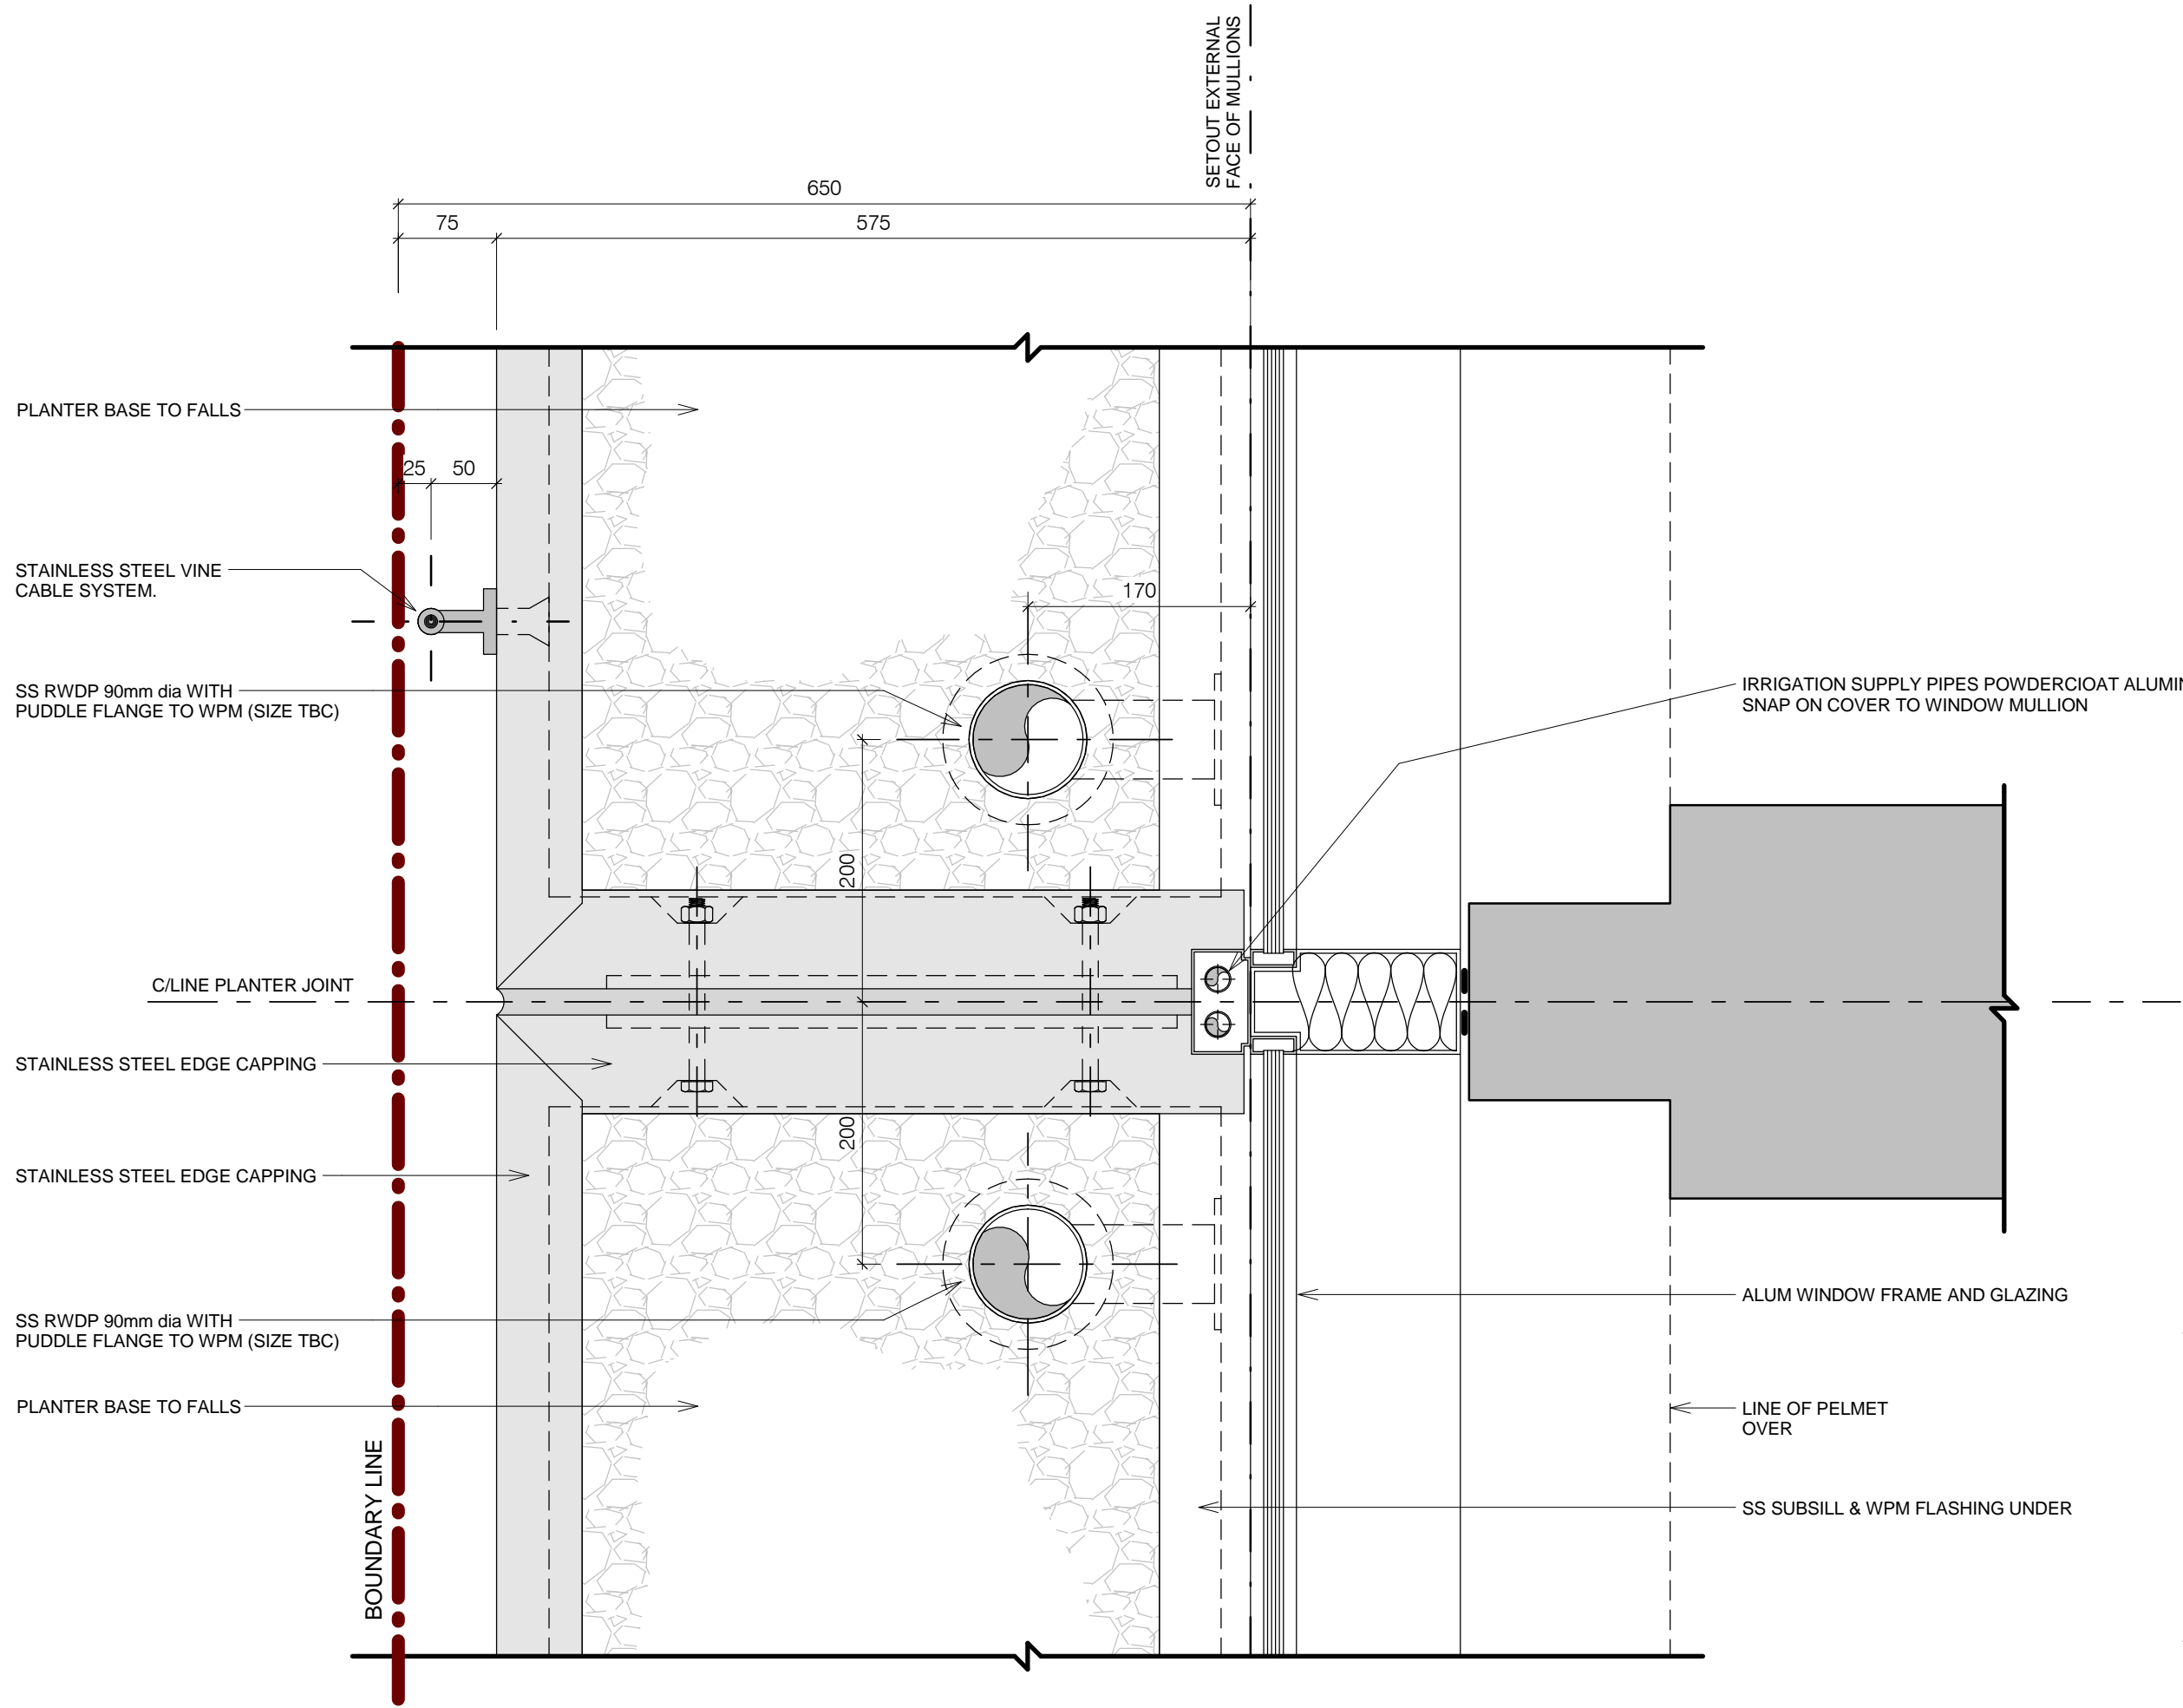 SETOUT EXTERNAL
FACE OF MULLIONS
650
75
575
PLANTER BASE TO FALLS
25
50
STAINLESS STEEL VINE
CABLE SYSTEM.
170
SS RWDP 90mm dia WITH
PUDDLE FLANGE TO WPM (SIZE TBC)
IRRIGATION SUPPLY PIPES POWDERCIOAT ALUMIN
SNAP ON COVER TO WINDOW MULLION
200
C/LINE PLANTER JOINT
STAINLESS STEEL EDGE CAPPING
200
STAINLESS STEEL EDGE CAPPING
ALUM WINDOW FRAME AND GLAZING
SS RWDP 90mm dia WITH
PUDDLE FLANGE TO WPM (SIZE TBC)
PLANTER BASE TO FALLS
LINE OF PELMET
OVER
BOUNDARY LINE
SS SUBSILL & WPM FLASHING UNDER